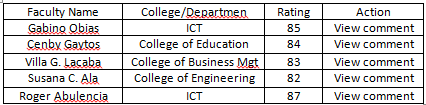 Faculty Name College/Departmen Rating Action
Gabino Obias ICT 85 View comment
Cenby Gaytos College of Education 84 View comment
Villa G. Lacaba College of Business Mgt 83 View comment
Susana C. Ala College of Engineering 82 View comment
Roger Abulencia ICT 87 View comment